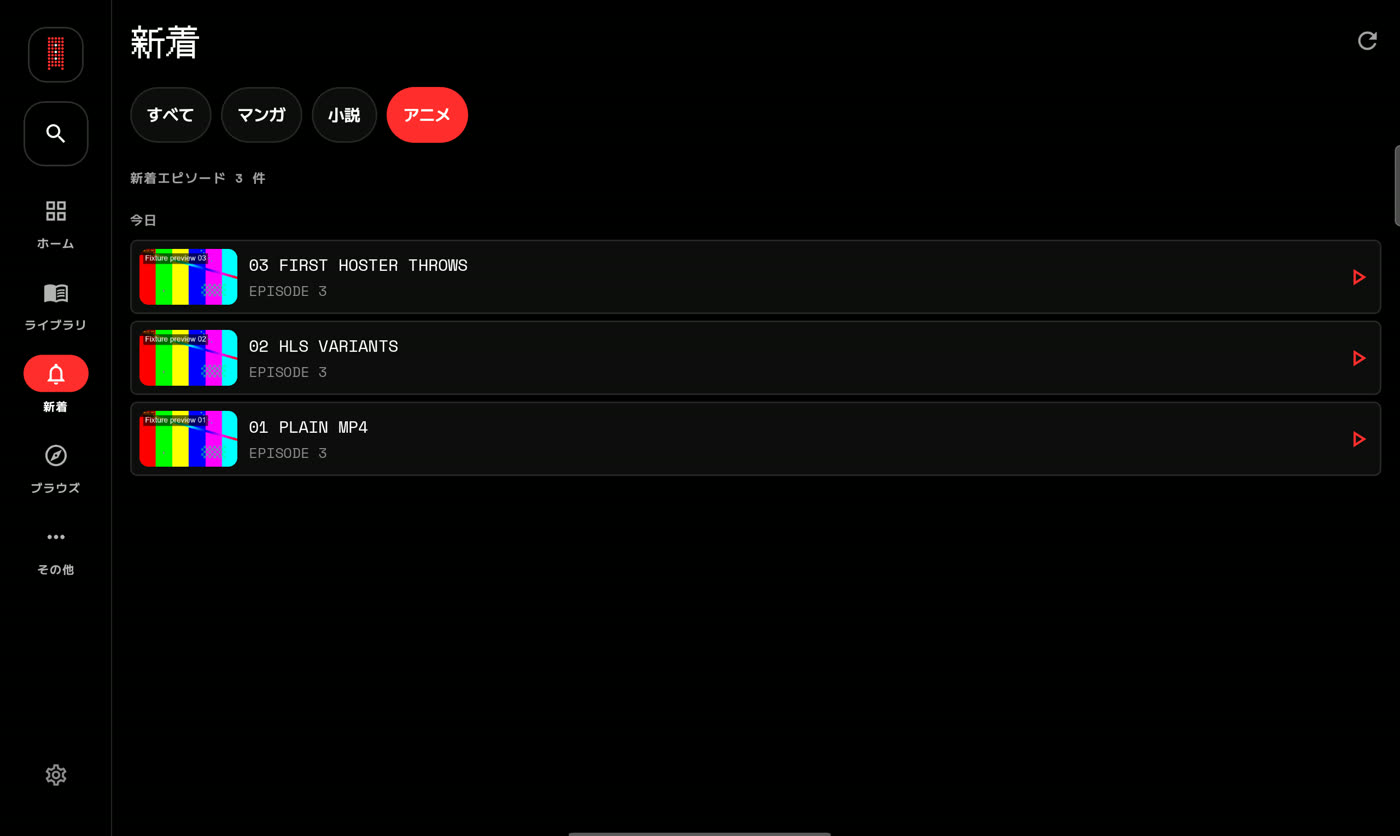 新着
すべて
マンガ
小説
アニメ
新着エピソード 3 件
今日
Fixture preview 03
03 FIRST HOSTER THROWS
EPISODE 3
Fixture preview 02
02 HLS VARIANTS
EPISODE 3
Fixture preview 01
01 PLAIN MP4
EPISODE 3
ホーム
ライブラリ
新着
ブラウズ
その他